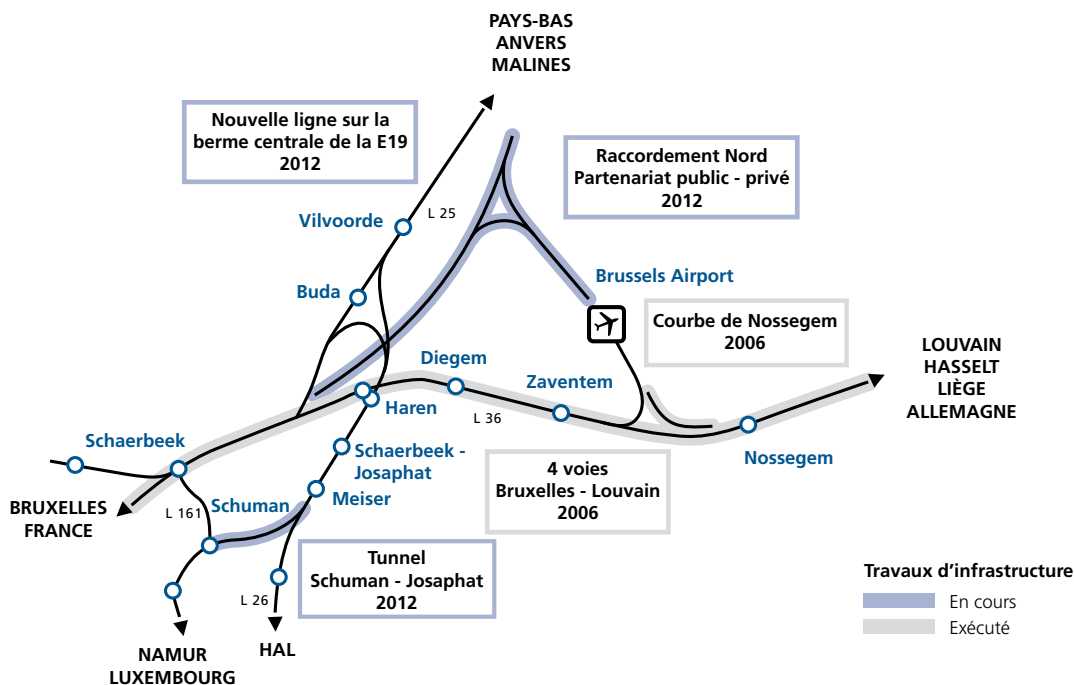 PAYS-BAS
ANVERS
MALINES
Nouvelle ligne sur la
berme centrale de la E19
2012
Raccordement Nord
Partenariat public - privé
2012
Vilvoorde
L 25
Buda
Brussels Airport
Courbe de Nossegem
2006
LOUVAIN
HASSELT
LIÈGE
ALLEMAGNE
Diegem
Zaventem
Haren
L 36
Schaerbeek
Schaerbeek -
Josaphat
Nossegem
4 voies
Bruxelles - Louvain
2006
BRUXELLES
FRANCE
L 161
Schuman
Meiser
Tunnel
Schuman - Josaphat
2012
L 26
HAL
NAMUR
LUXEMBOURG
Travaux d’infrastructure
En cours
Exécuté